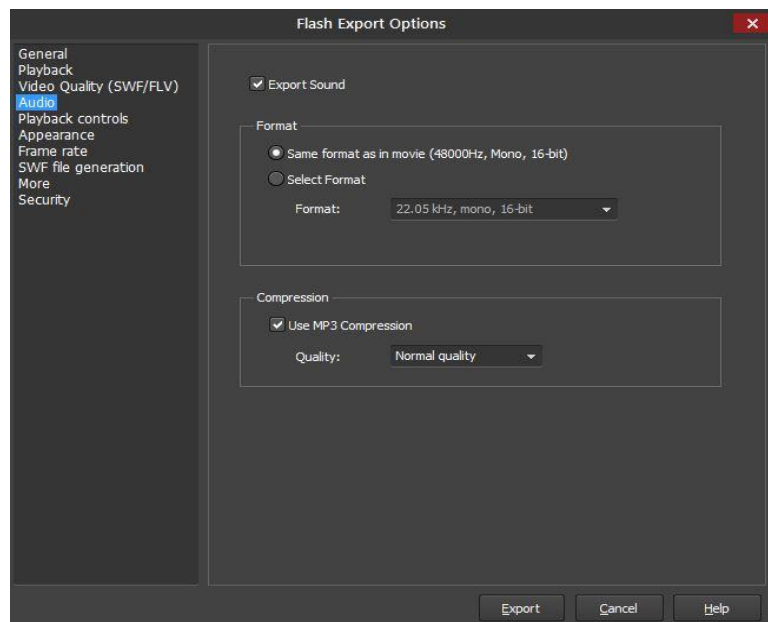 Flash Export Options
General
Playback
Video Quality (SWF/FLV)
Audio
Playback controls
Appearance
Frame rate
SWF file generation
More
Security
Export Sound
Format
Same format as in movie (48000Hz, Mono, 16-bit)
Select Format
Format: 22.05 kHz, mono, 16-bit
Compression
Use MP3 Compression
Quality: Normal quality
Export Cancel Help